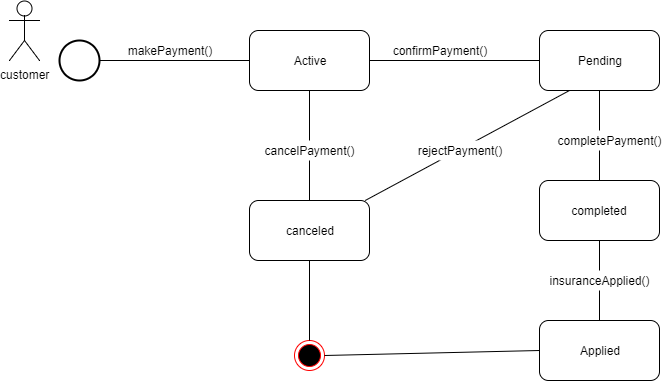 customer
makePayment()
Active
confirmPayment()
Pending
cancelPayment()
rejectPayment()
completePayment()
canceled
completed
insuranceApplied()
Applied